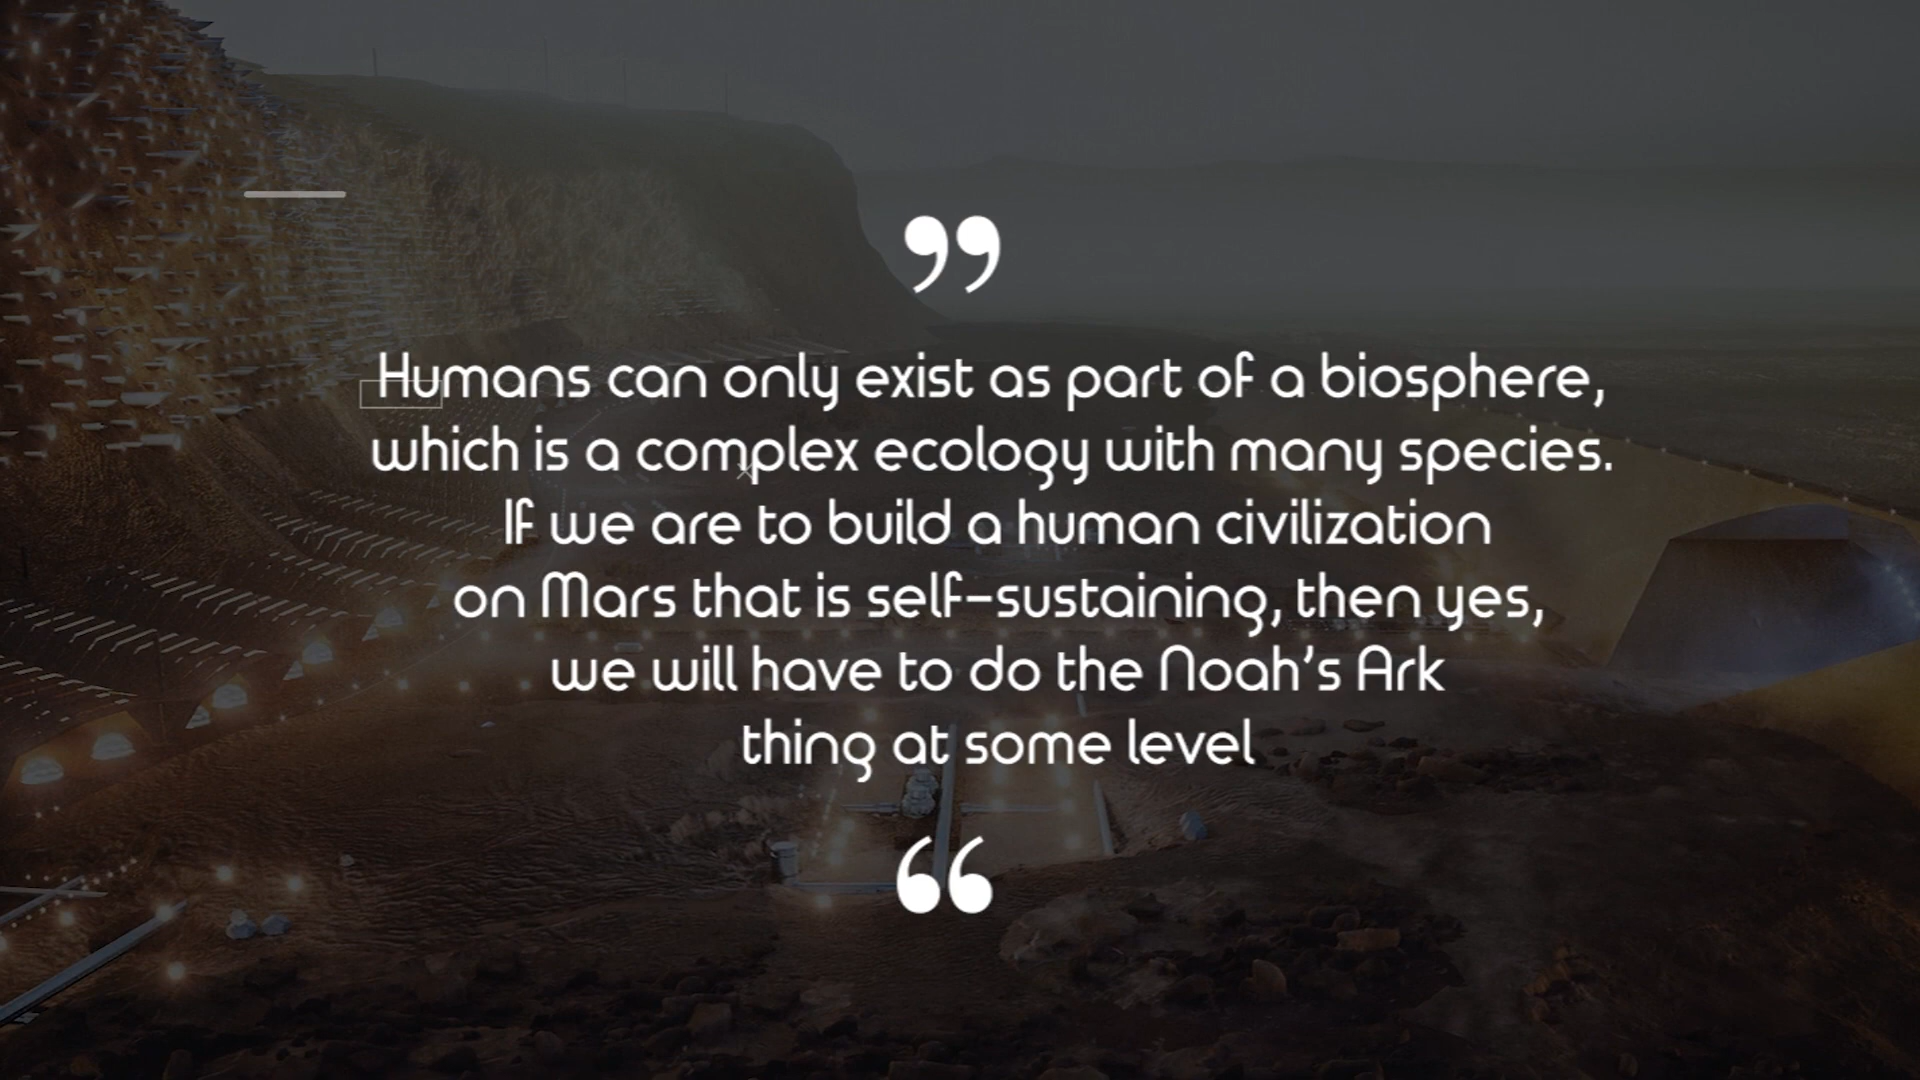 ”
Humans can only exist as part of a biosphere,
which is a complex ecology with many species.
If we are to build a human civilization
on Mars that is self-sustaining, then yes,
we will have to do the Noah's Ark
thing at some level
“